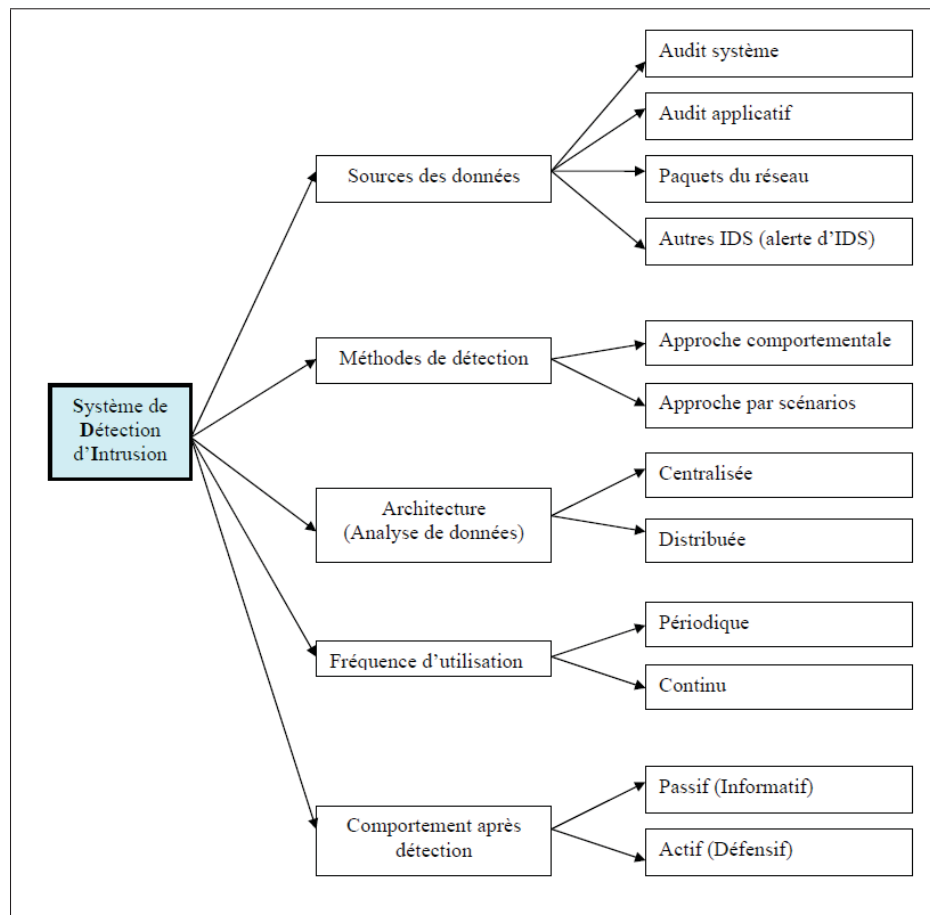 Système de
Détection
d'Intrusion
Sources des données
Audit système
Audit applicatif
Paquets du réseau
Autres IDS (alerte d'IDS)
Méthodes de détection
Approche comportementale
Approche par scénarios
Architecture
(Analyse de données)
Centralisée
Distribuée
Fréquence d'utilisation
Périodique
Continu
Comportement après
détection
Passif (Informatif)
Actif (Défensif)